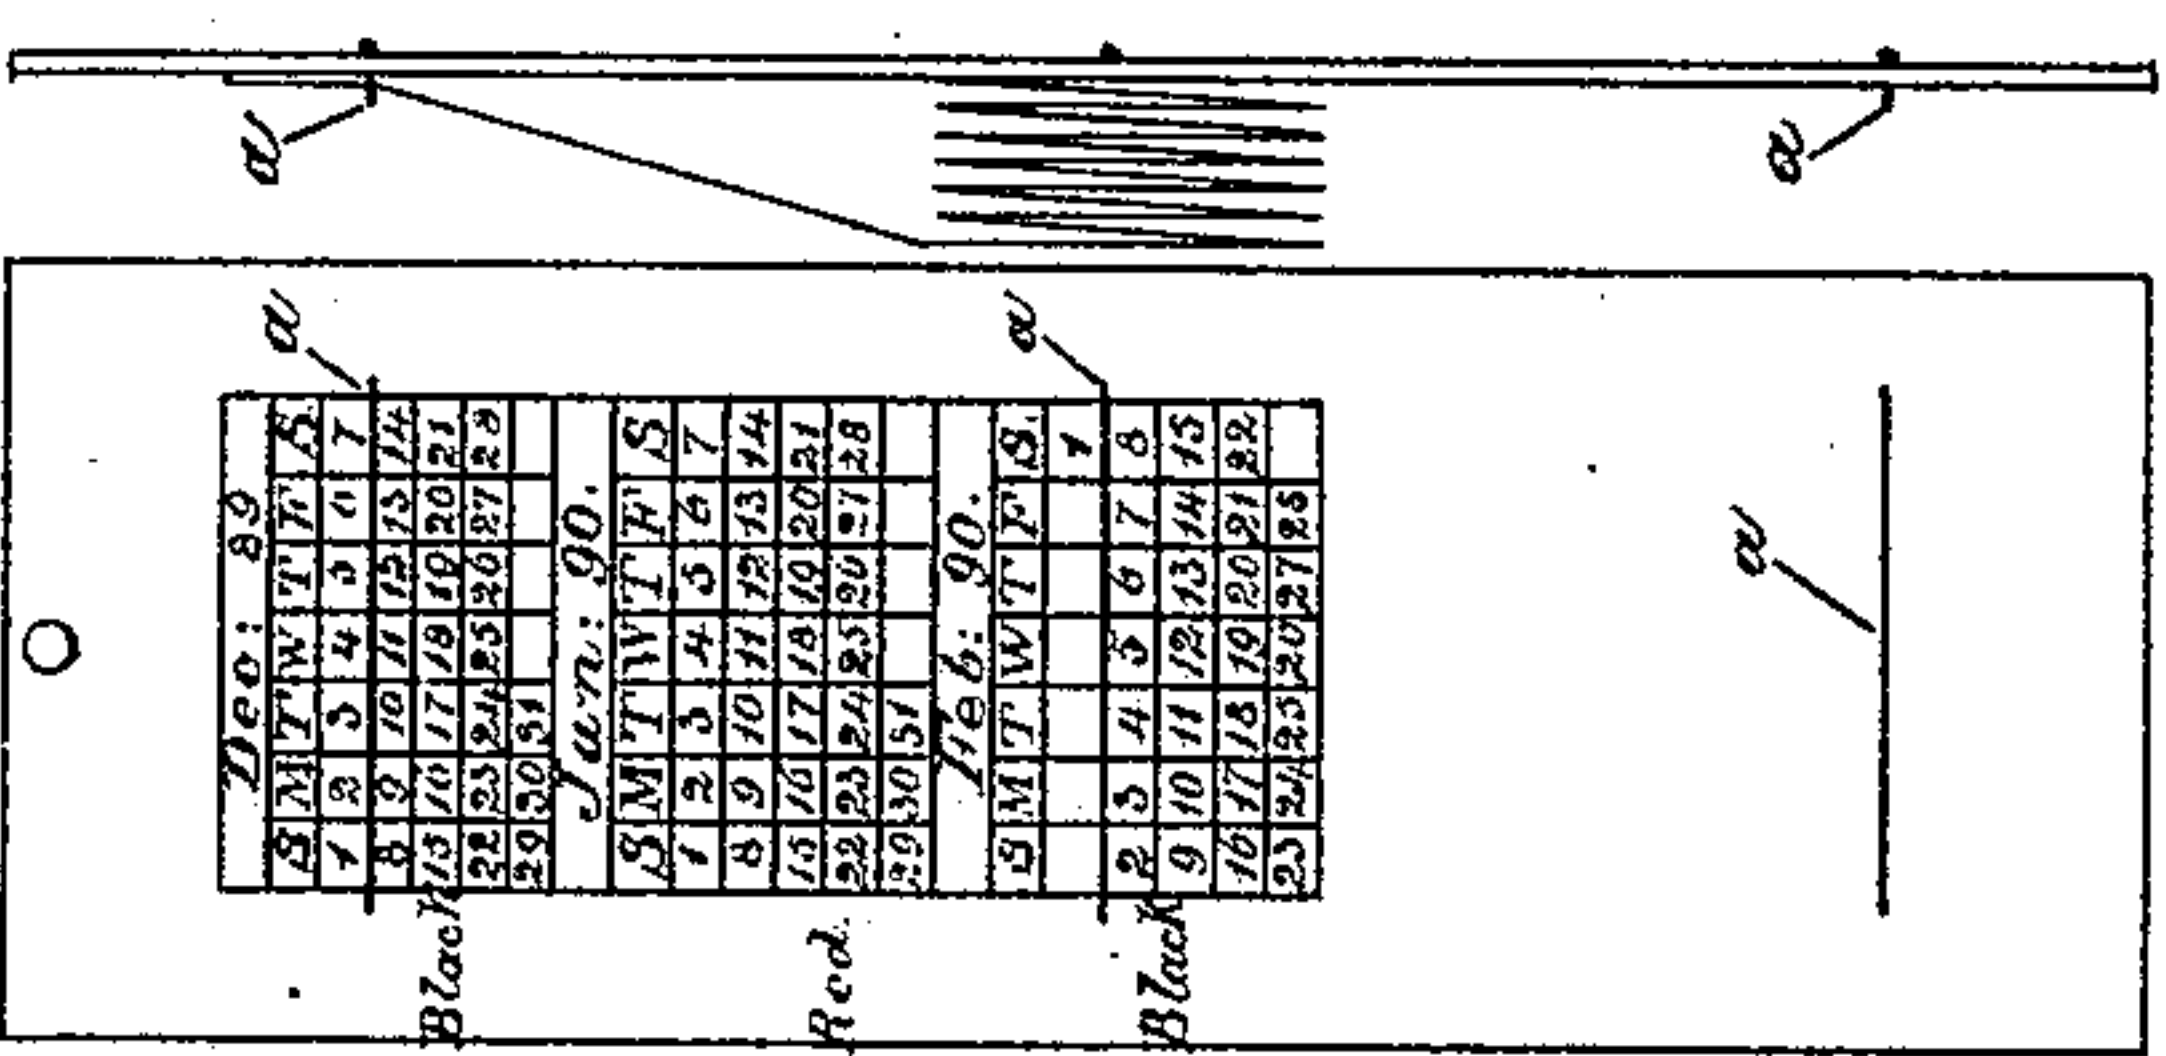 a
a
a
a
a
Dec: 89
S M T W T F S
1 2 3 4 5 6 7
8 9 10 11 12 13 14
15 16 17 18 19 20 21
22 23 24 25 26 27 28
29 30 31
Black
Jan: 90.
S M T W T F S
1 2 3 4 5 6 7
8 9 10 11 12 13 14
15 16 17 18 19 20 21
22 23 24 25 26 27 28
29 30 31
Red.
Feb: 90.
S M T W T F S.
1
2 3 4 5 6 7 8
9 10 11 12 13 14 15
16 17 18 19 20 21 22
23 24 25 26 27 28
Black